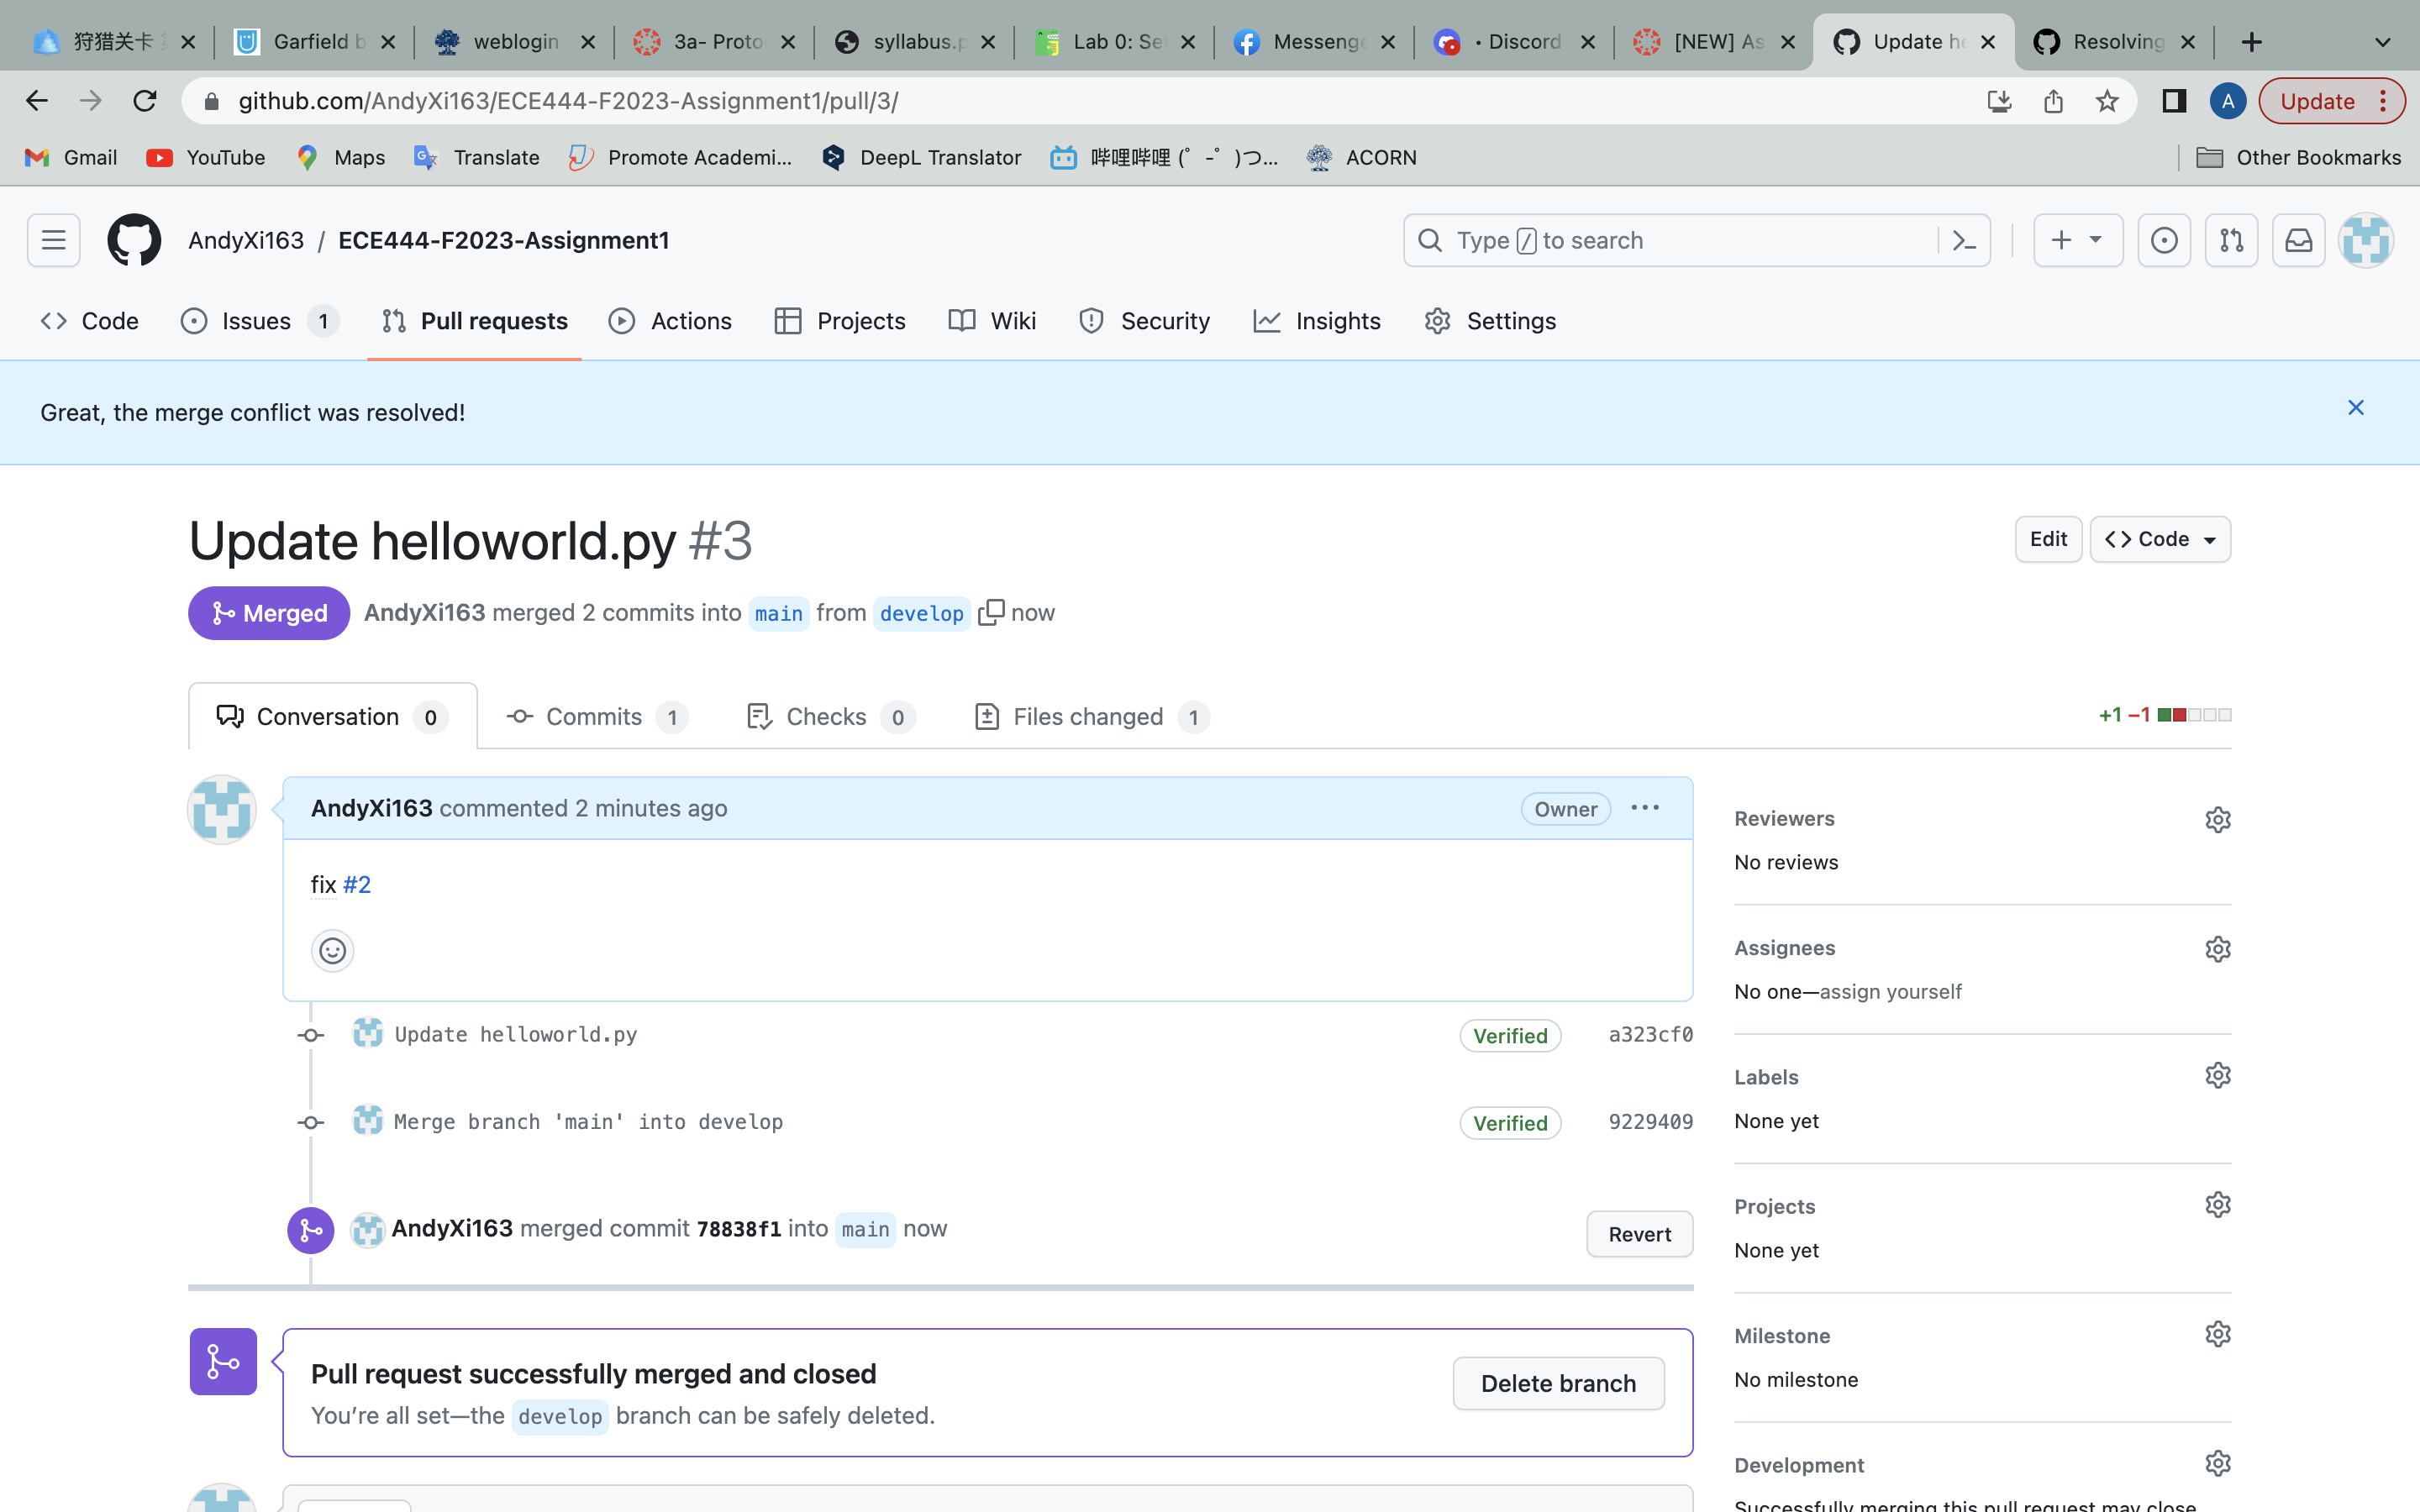 狩猎关卡 Garfield b weblogin 3a- Proto syllabus.p Lab 0: Se Messenge • Discord [NEW] As Update he Resolving
github.com/AndyXi163/ECE444-F2023-Assignment1/pull/3/ A Update
Gmail YouTube Maps Translate Promote Academi... DeepL Translator 哔哩哔哩 (゜-゜)つ... ACORN Other Bookmarks
AndyXi163 / ECE444-F2023-Assignment1 Type / to search
Code Issues 1 Pull requests Actions Projects Wiki Security Insights Settings
Great, the merge conflict was resolved!
Update helloworld.py #3 Edit Code
Merged AndyXi163 merged 2 commits into main from develop now
Conversation 0 Commits 1 Checks 0 Files changed 1 +1 −1
AndyXi163 commented 2 minutes ago Owner
fix #2
Update helloworld.py Verified a323cf0
Merge branch 'main' into develop Verified 9229409
AndyXi163 merged commit 78838f1 into main now Revert
Pull request successfully merged and closed
You're all set—the develop branch can be safely deleted.
Delete branch
Reviewers
No reviews
Assignees
No one—assign yourself
Labels
None yet
Projects
None yet
Milestone
No milestone
Development
Successfully merging this pull request may close